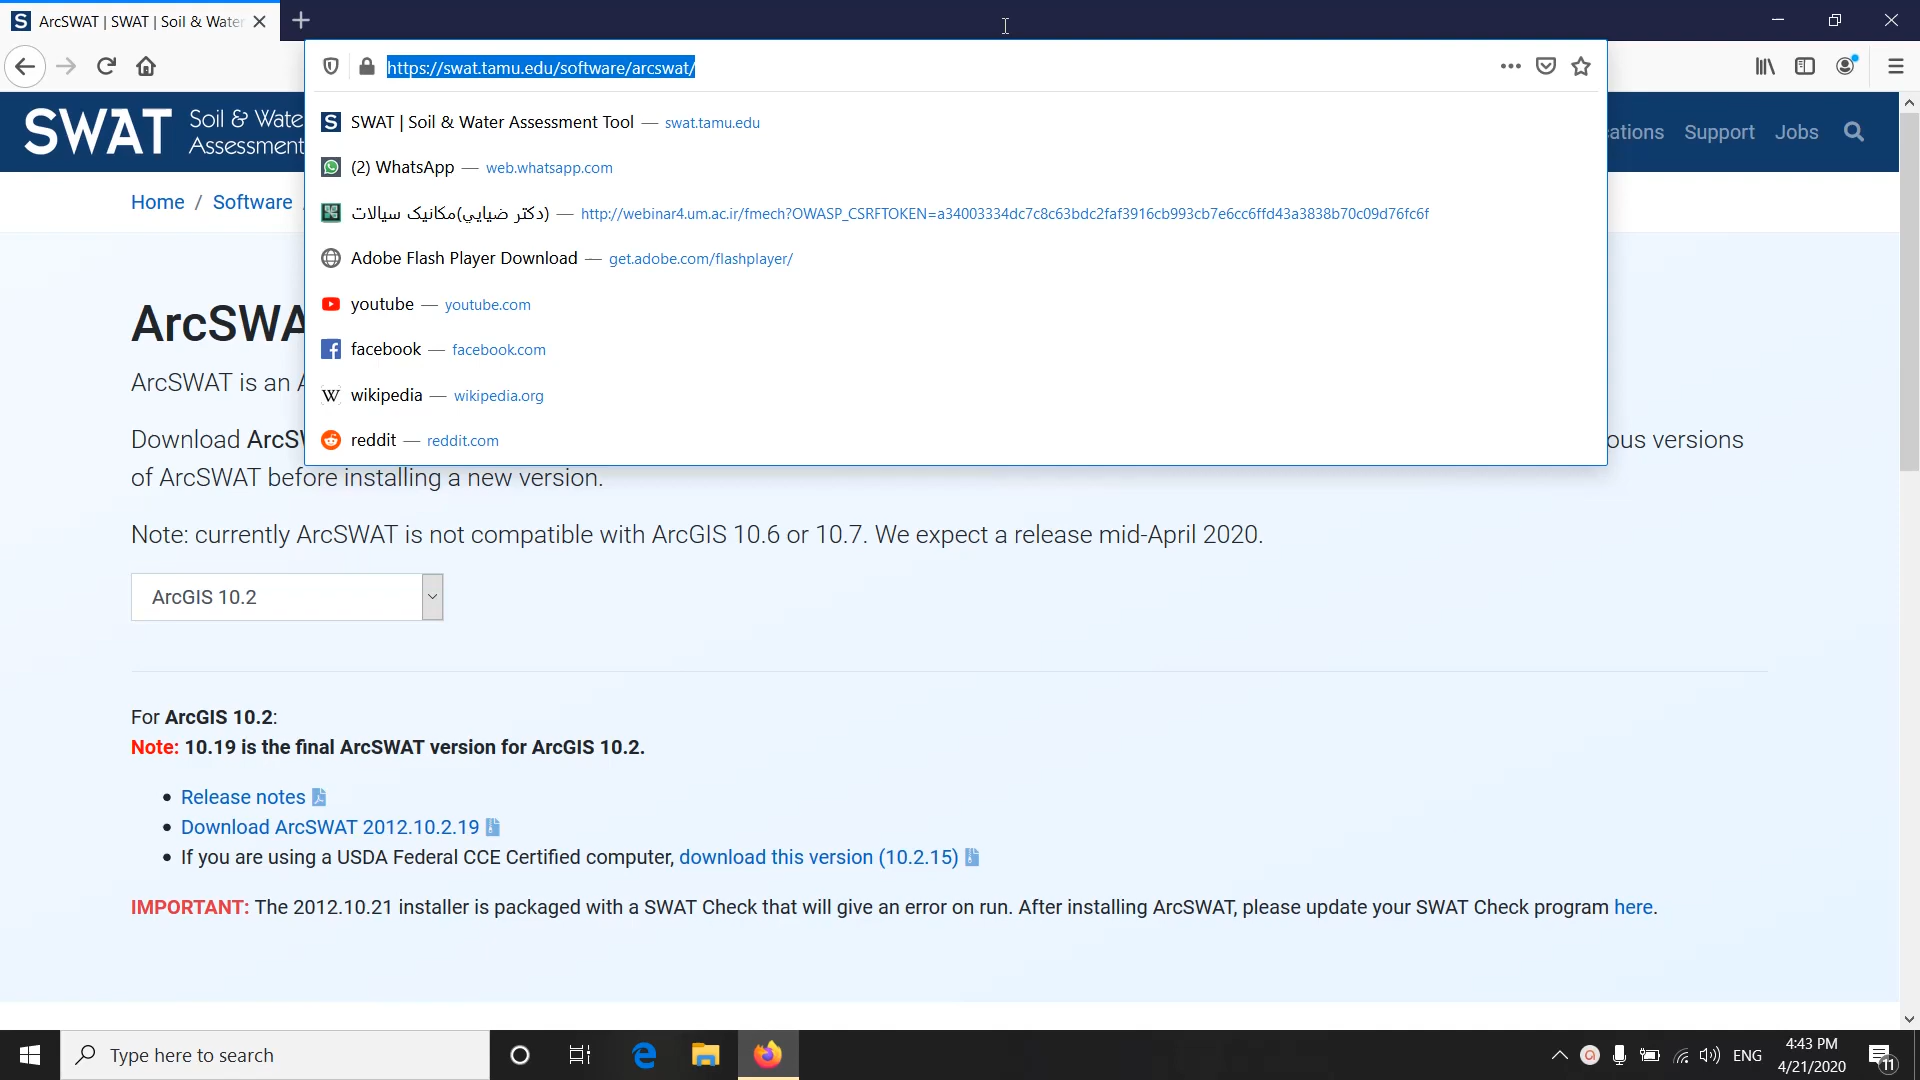 ArcSWAT | SWAT | Soil & Water
https://swat.tamu.edu/software/arcswat/
SWAT | Soil & Water Assessment Tool — swat.tamu.edu
(2) WhatsApp — web.whatsapp.com
مکانیک سیالات(دکتر ضیایي) — http://webinar4.um.ac.ir/fmech?OWASP_CSRFTOKEN=a34003334dc7c8c63bdc2faf3916cb993cb7e6cc6ffd43a3838b70c09d76fc6f
Adobe Flash Player Download — get.adobe.com/flashplayer/
youtube — youtube.com
facebook — facebook.com
wikipedia — wikipedia.org
reddit — reddit.com
SWAT Soil & Wate
Assessment
ations Support Jobs
Home / Software /
ArcSWA
ArcSWAT is an A
Download ArcSW ous versions
of ArcSWAT before installing a new version.
Note: currently ArcSWAT is not compatible with ArcGIS 10.6 or 10.7. We expect a release mid-April 2020.
ArcGIS 10.2
For ArcGIS 10.2:
Note: 10.19 is the final ArcSWAT version for ArcGIS 10.2.
• Release notes
• Download ArcSWAT 2012.10.2.19
• If you are using a USDA Federal CCE Certified computer, download this version (10.2.15)
IMPORTANT: The 2012.10.21 installer is packaged with a SWAT Check that will give an error on run. After installing ArcSWAT, please update your SWAT Check program here.
Type here to search
ENG
4:43 PM
4/21/2020
11